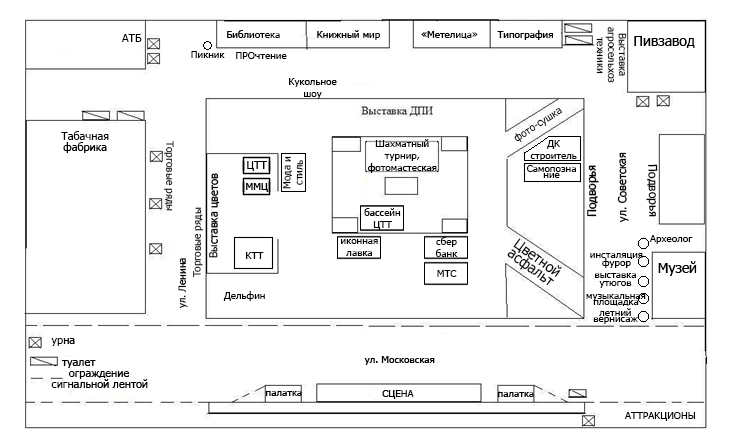 АТБ
Пикник
Библиотека
ПРОчтение
Книжный мир
«Метелица»
Типография
Выставка
агросельхоз
техники
Пивзавод
Кукольное
шоу
Выставка ДПИ
фото-сушка
Табачная
фабрика
Торговые ряды
Торговые ряды
ул. Ленина
Выставка цветов
ЦТТ
ММЦ
Мода и
стиль
КТТ
Дельфин
Шахматный
турнир,
фотомастеская
бассейн
ЦТТ
иконная
лавка
сбер
банк
МТС
ДК
строитель
Самопозна
ние
Цветной
асфальт
Подворья
ул. Советская
Подворья
Археолог
инсталяция
фурор
выставка
утюгов
музыкальная
площадка
летний
вернисаж
Музей
урна
туалет
ограждение
сигнальной лентой
ул. Московская
палатка
СЦЕНА
палатка
АТТРАКЦИОНЫ